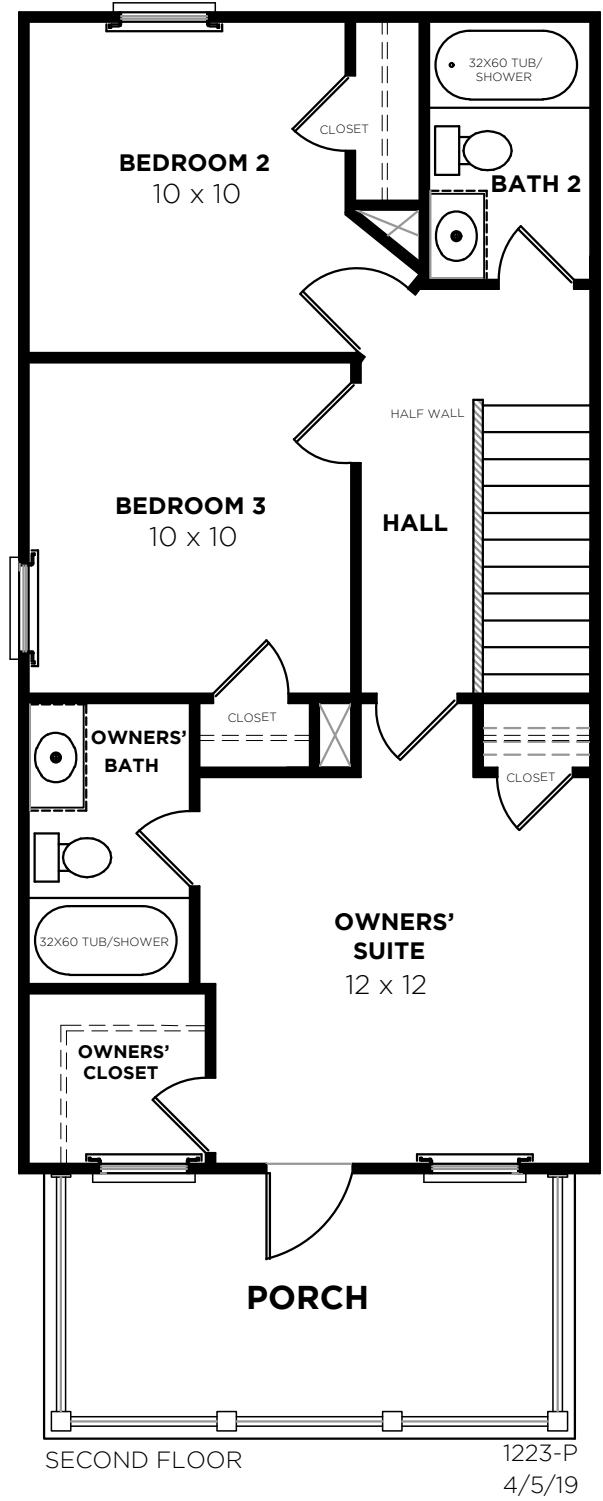 32X60 TUB/
SHOWER
CLOSET
BEDROOM 2
10 x 10
BATH 2
HALF WALL
BEDROOM 3
10 x 10
HALL
CLOSET
OWNERS'
BATH
CLOSET
OWNERS'
SUITE
12 x 12
32X60 TUB/SHOWER
OWNERS'
CLOSET
PORCH
SECOND FLOOR
1223-P
4/5/19